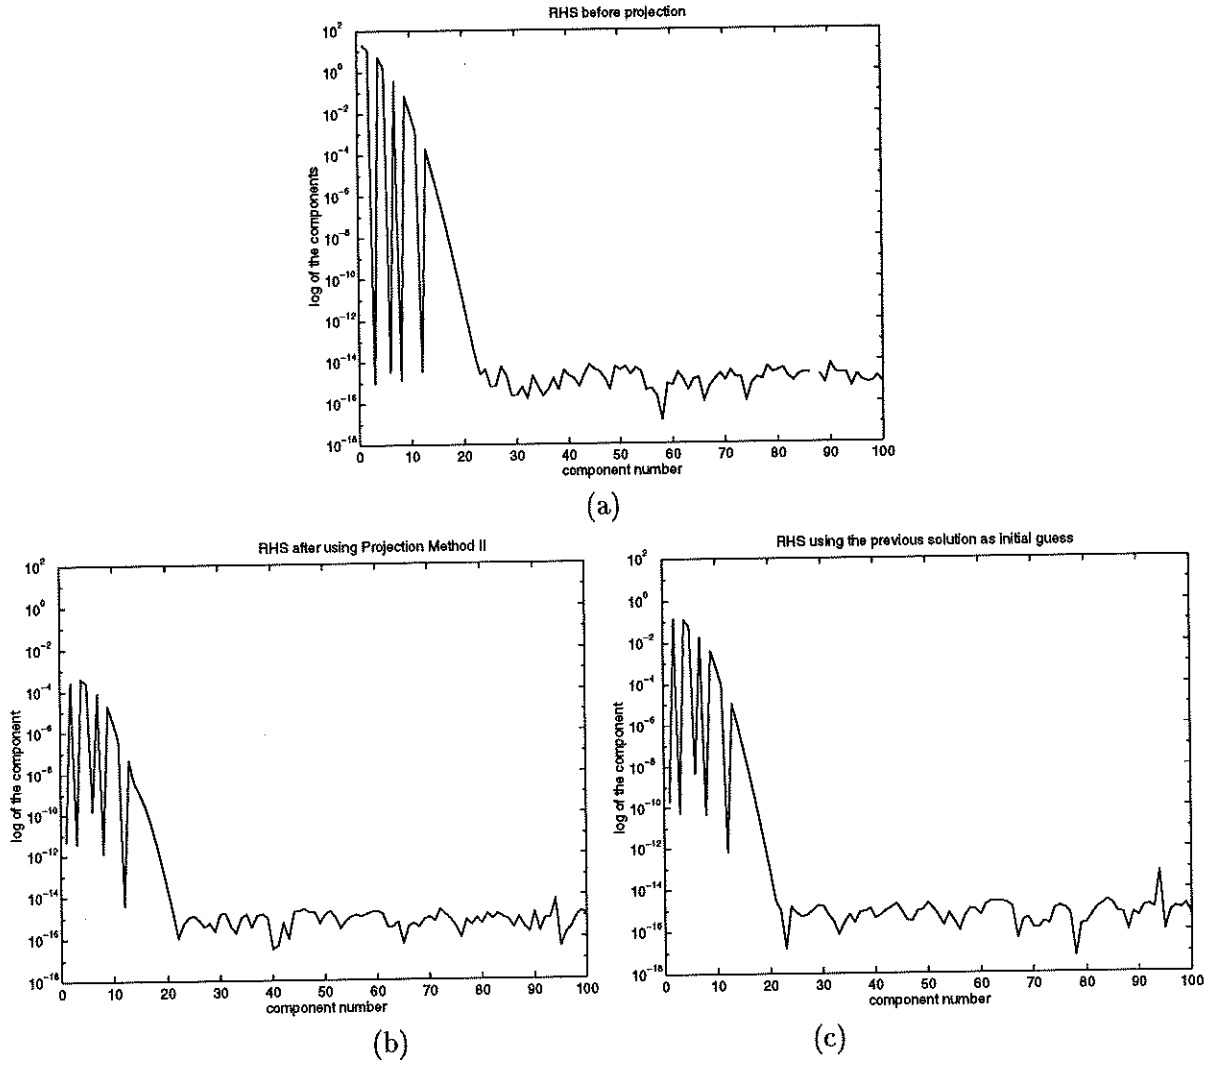 RHS before projection
log of the components
10^2
10^0
10^-2
10^-4
10^-6
10^-8
10^-10
10^-12
10^-14
10^-16
10^-18
0 10 20 30 40 50 60 70 80 90 100
component number
(a)
RHS after using Projection Method II
log of the component
10^2
10^0
10^-2
10^-4
10^-6
10^-8
10^-10
10^-12
10^-14
10^-16
10^-18
0 10 20 30 40 50 60 70 80 90 100
component number
(b)
RHS using the previous solution as initial guess
log of the component
10^2
10^0
10^-2
10^-4
10^-6
10^-8
10^-10
10^-12
10^-14
10^-16
10^-18
0 10 20 30 40 50 60 70 80 90 100
component number
(c)